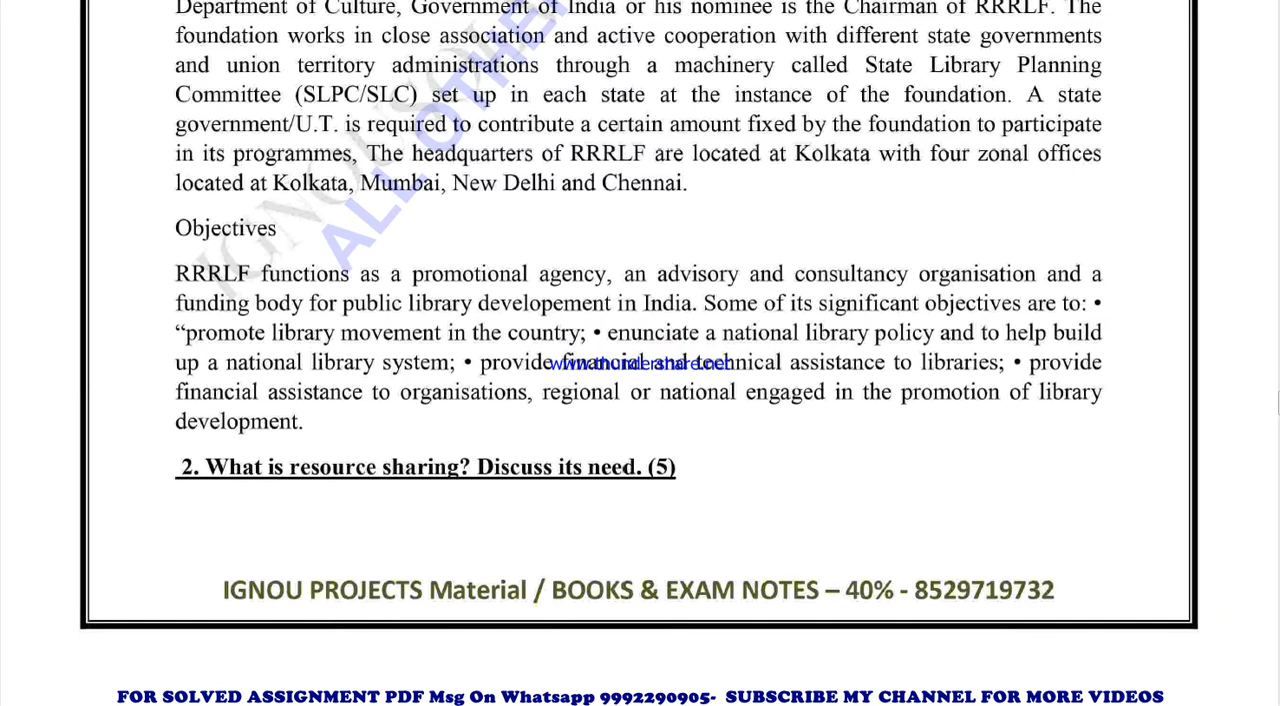 Department of Culture, Government of India or his nominee is the Chairman of RRRLF. The
foundation works in close association and active cooperation with different state governments
and union territory administrations through a machinery called State Library Planning
Committee (SLPC/SLC) set up in each state at the instance of the foundation. A state
government/U.T. is required to contribute a certain amount fixed by the foundation to participate
in its programmes, The headquarters of RRRLF are located at Kolkata with four zonal offices
located at Kolkata, Mumbai, New Delhi and Chennai.
IGNOU
ALL OTHER
Objectives
RRRLF functions as a promotional agency, an advisory and consultancy organisation and a
funding body for public library developement in India. Some of its significant objectives are to: •
“promote library movement in the country; • enunciate a national library policy and to help build
up a national library system; • provide financial and technical assistance to libraries; • provide
www.thundershare.net
financial assistance to organisations, regional or national engaged in the promotion of library
development.
2. What is resource sharing? Discuss its need. (5)
IGNOU PROJECTS Material / BOOKS & EXAM NOTES – 40% - 8529719732
FOR SOLVED ASSIGNMENT PDF Msg On Whatsapp 9992290905- SUBSCRIBE MY CHANNEL FOR MORE VIDEOS